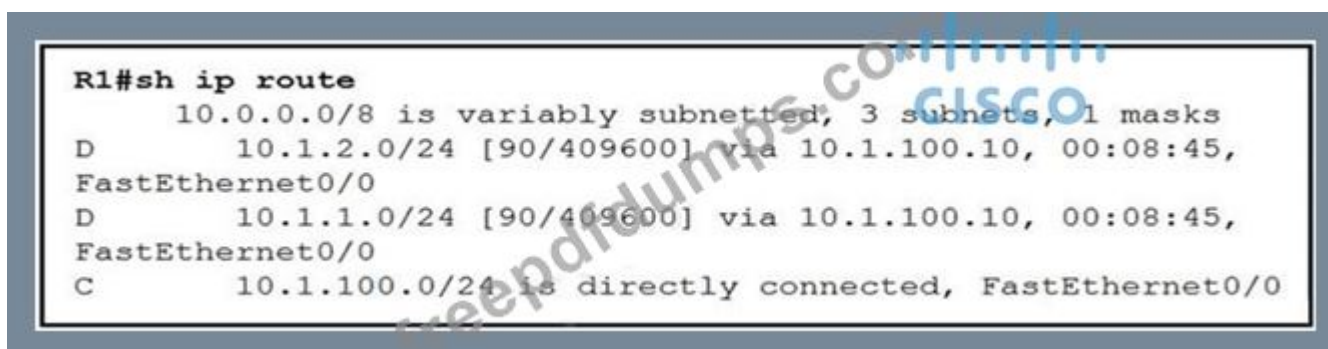 R1#sh ip route
10.0.0.0/8 is variably subnetted, 3 subnets, 1 masks
D 10.1.2.0/24 [90/409600] via 10.1.100.10, 00:08:45,
FastEthernet0/0
D 10.1.1.0/24 [90/409600] via 10.1.100.10, 00:08:45,
FastEthernet0/0
C 10.1.100.0/24 is directly connected, FastEthernet0/0
freepdfdumps.com
CISCO